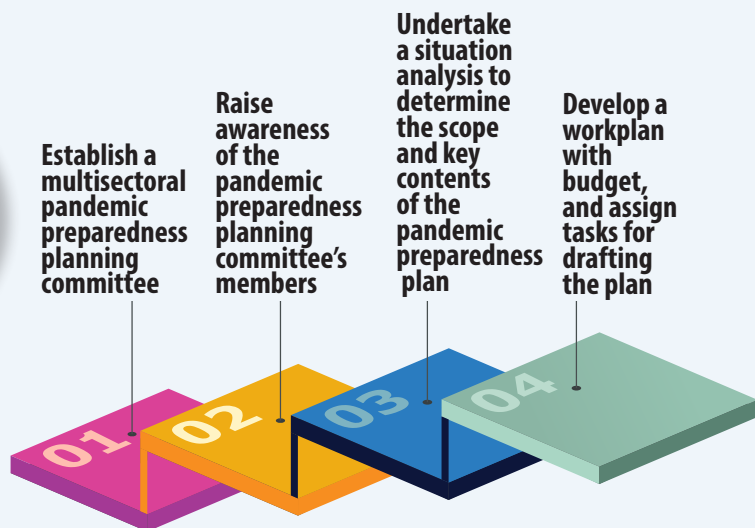 Establish a
multisectoral
pandemic
preparedness
planning
committee
Raise
awareness
of the
pandemic
preparedness
planning
committee's
members
Undertake
a situation
analysis to
determine
the scope
and key
contents
of the
pandemic
preparedness
plan
Develop a
workplan
with
budget,
and assign
tasks for
drafting
the plan
01
02
03
04